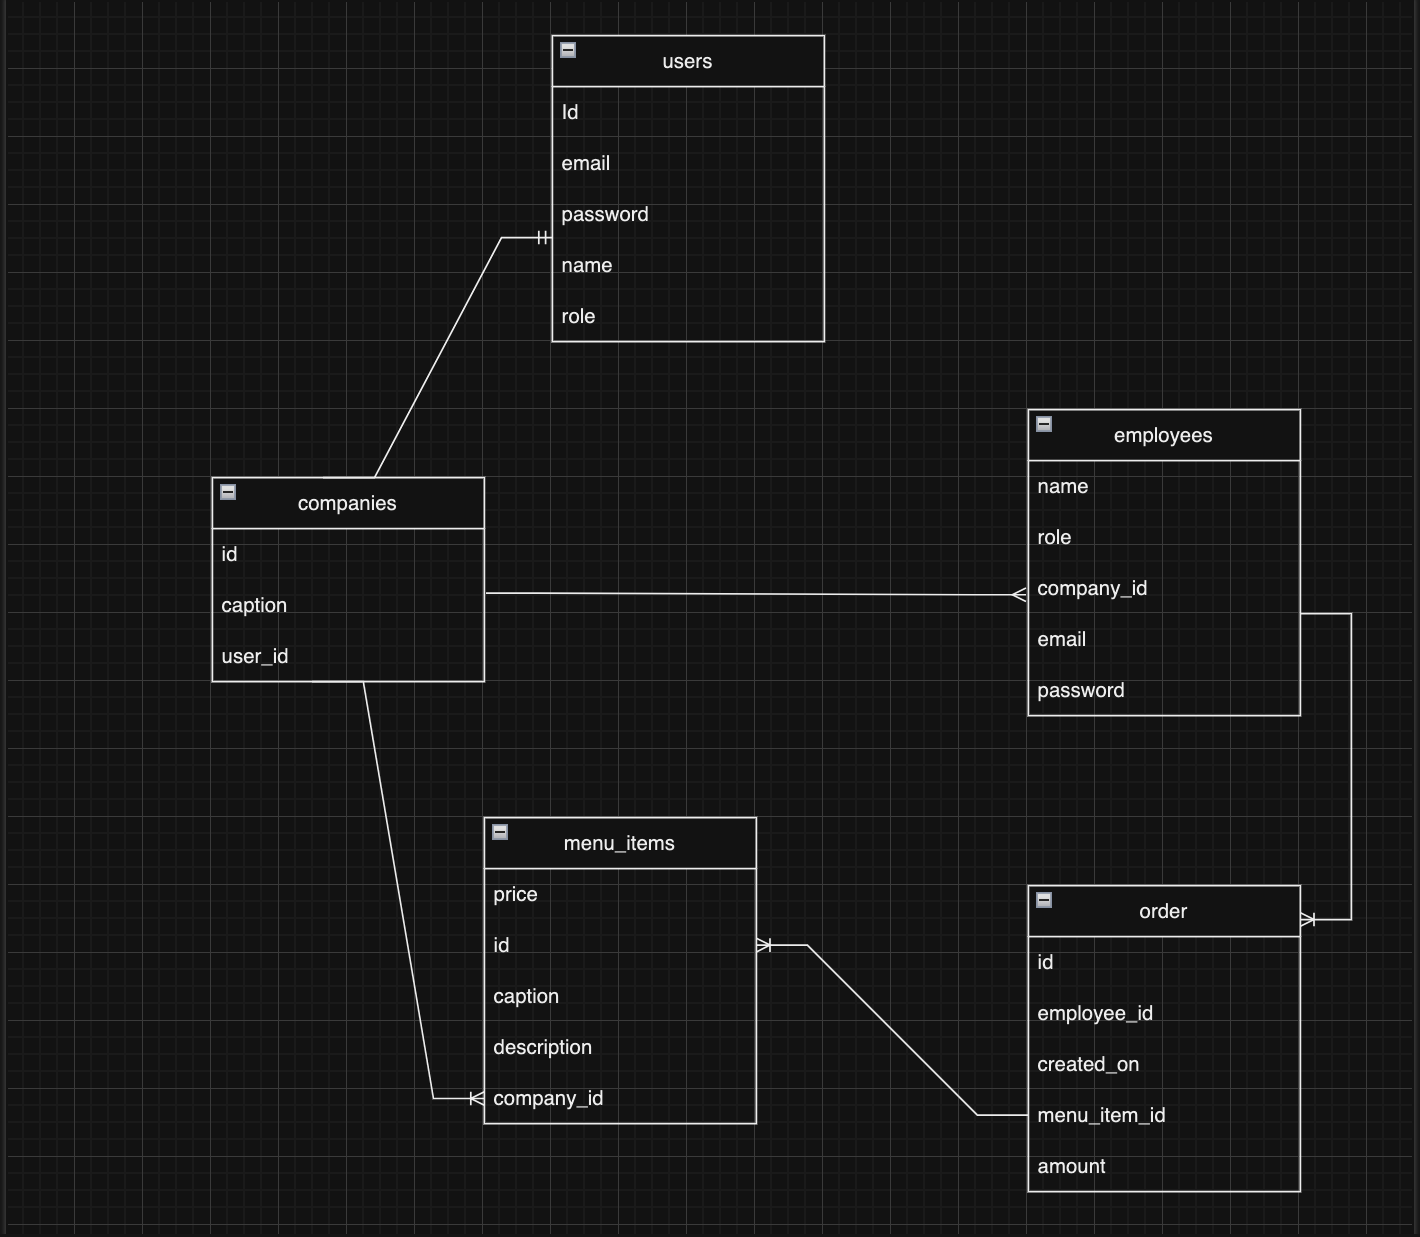 users
Id
email
password
name
role
companies
id
caption
user_id
employees
name
role
company_id
email
password
menu_items
price
id
caption
description
company_id
order
id
employee_id
created_on
menu_item_id
amount